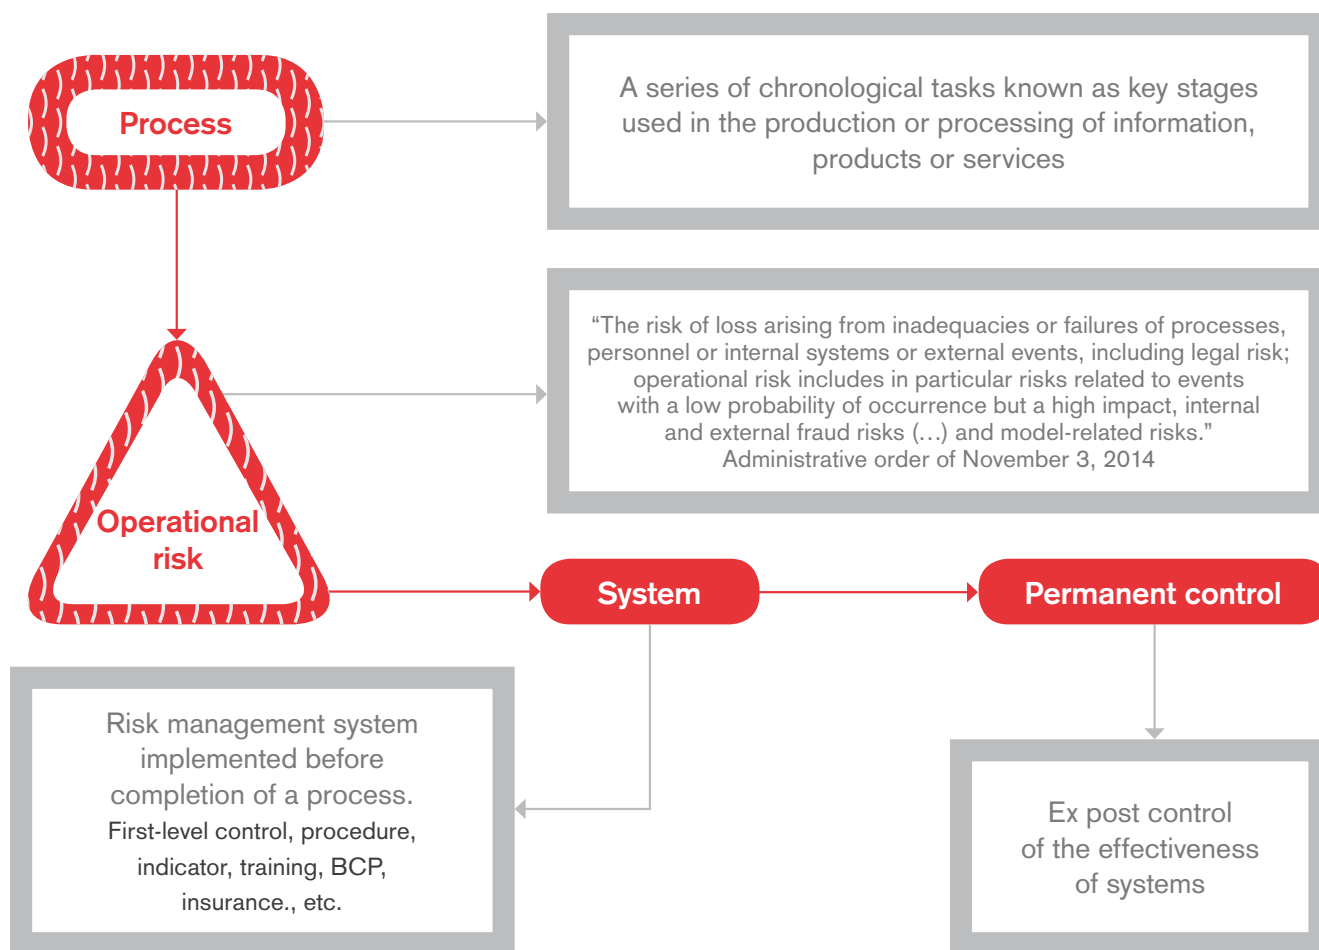 Process
A series of chronological tasks known as key stages
used in the production or processing of information,
products or services
“The risk of loss arising from inadequacies or failures of processes,
personnel or internal systems or external events, including legal risk;
operational risk includes in particular risks related to events
with a low probability of occurrence but a high impact, internal
and external fraud risks (…) and model-related risks.”
Administrative order of November 3, 2014
Operational
risk
System
Permanent control
Risk management system
implemented before
completion of a process.
First-level control, procedure,
indicator, training, BCP,
insurance., etc.
Ex post control
of the effectiveness
of systems